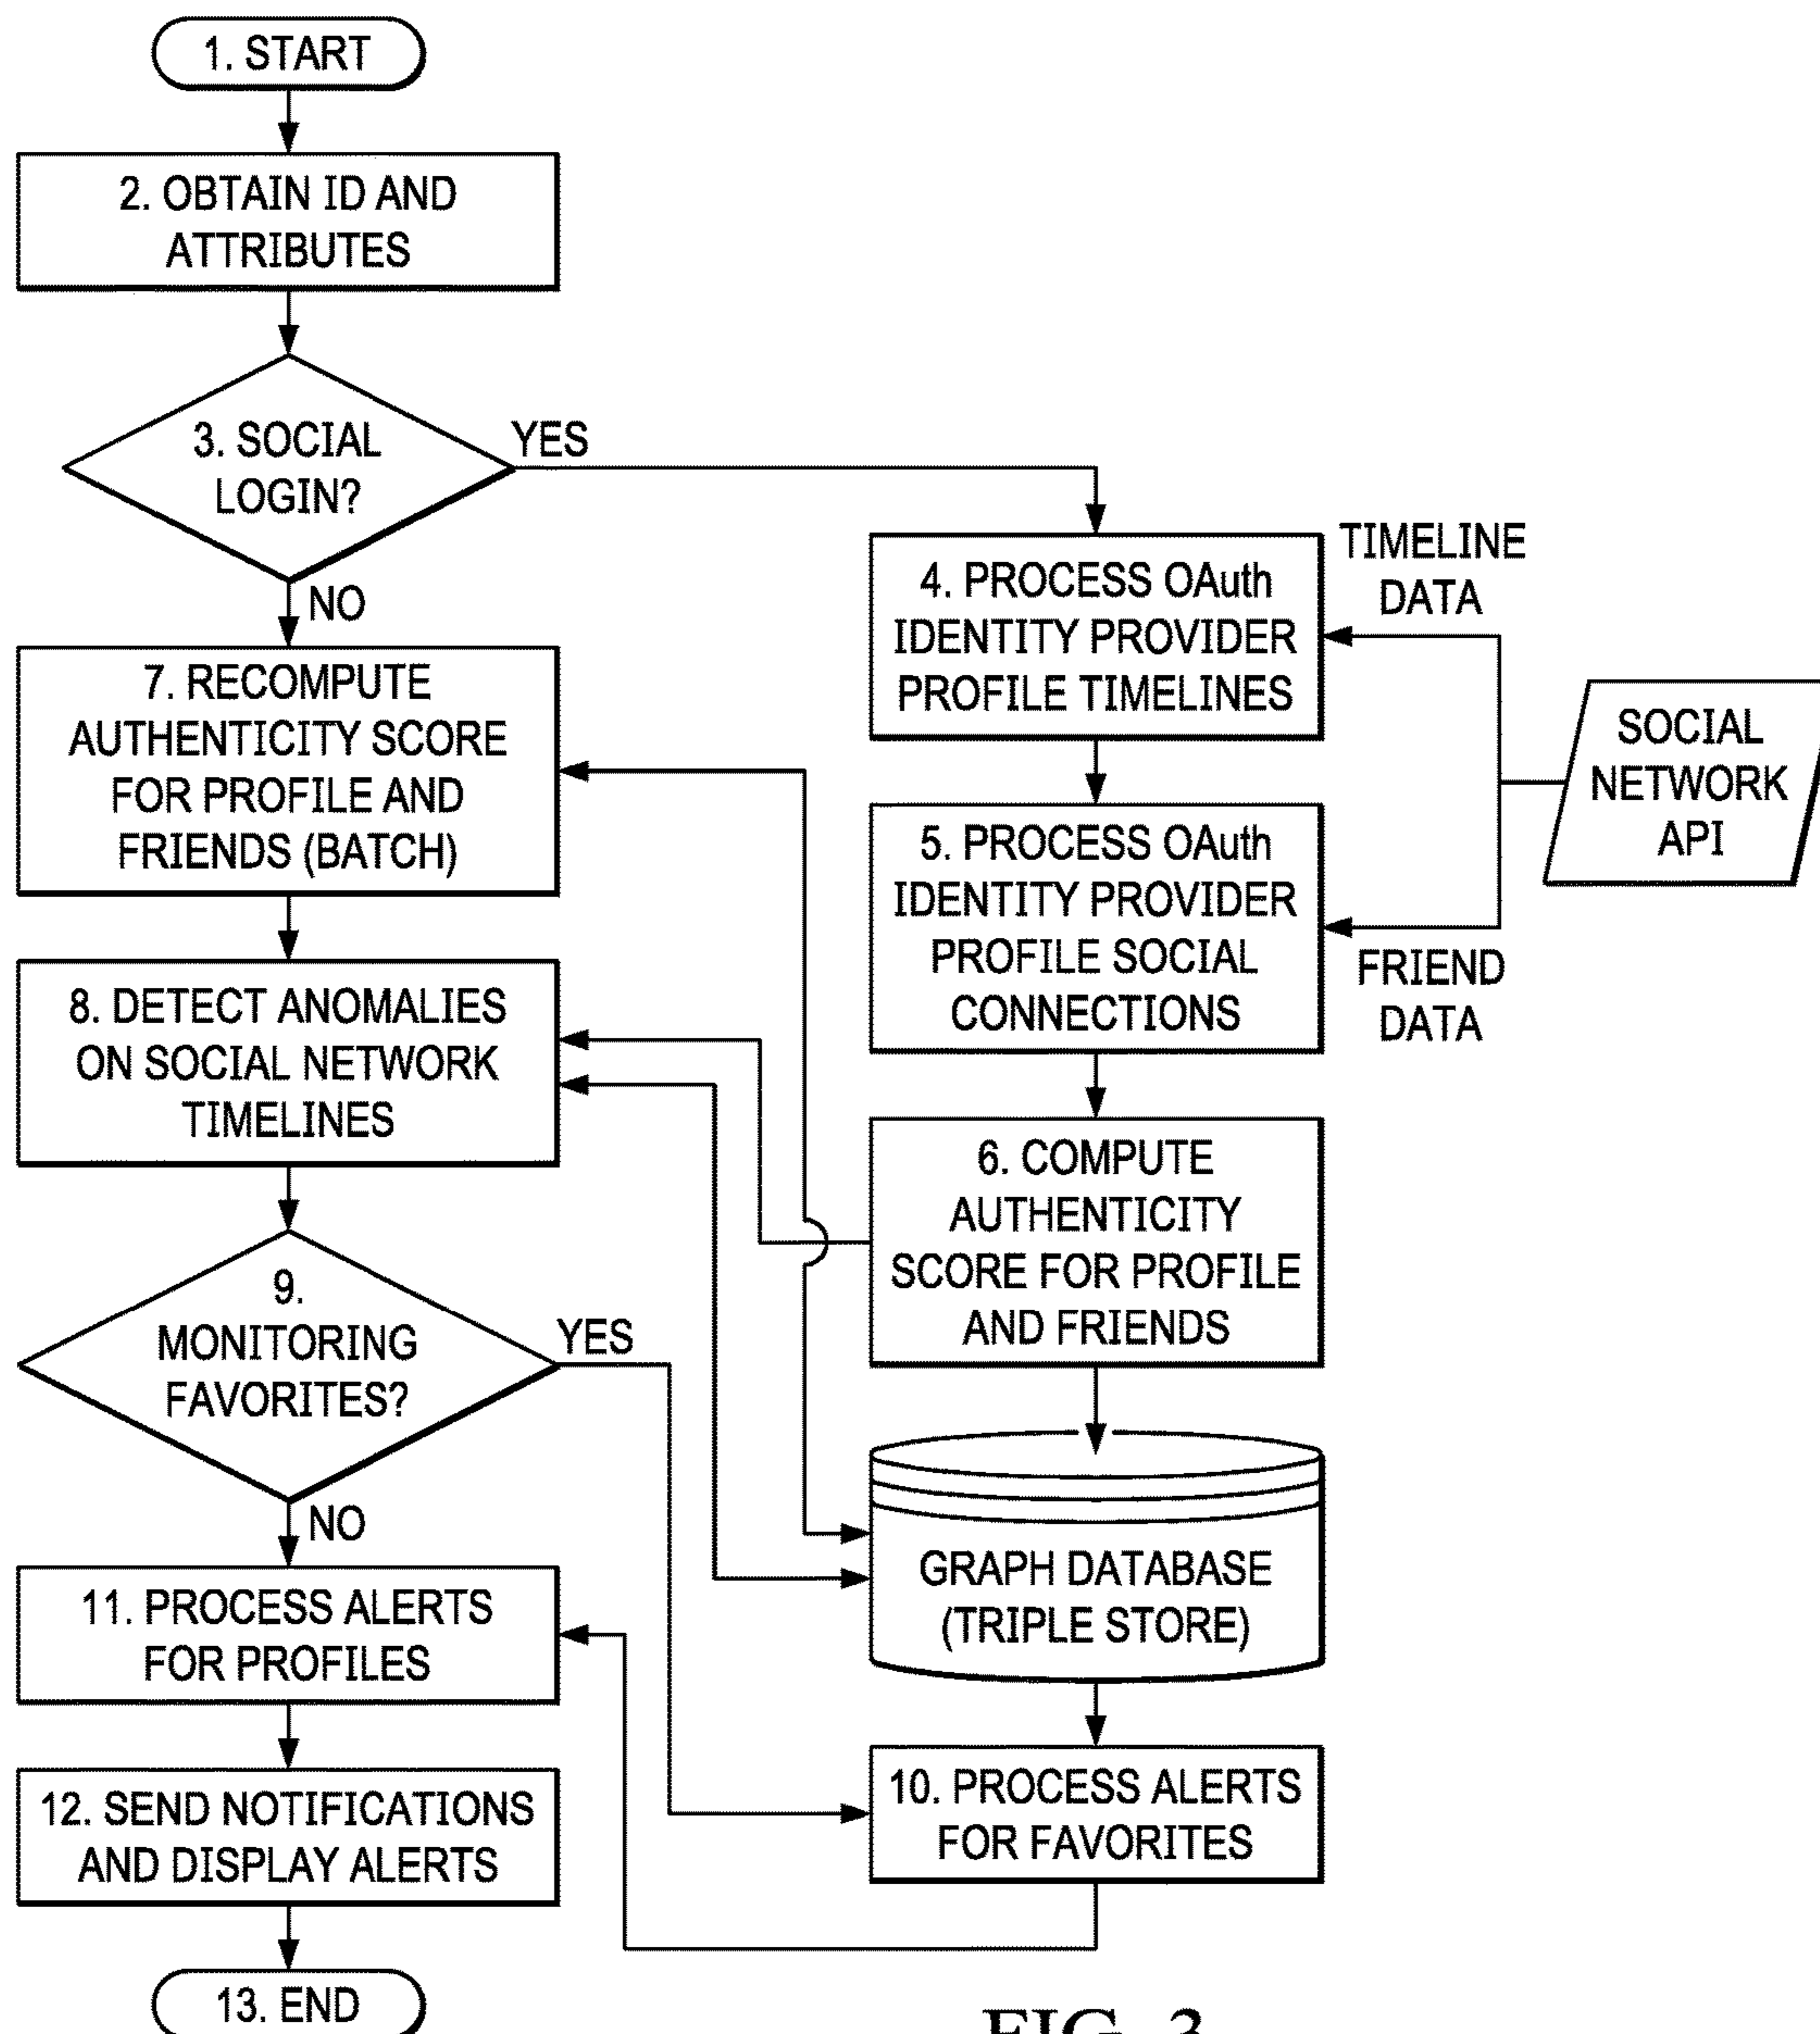 1. START
2. OBTAIN ID AND
ATTRIBUTES
3. SOCIAL
LOGIN?
YES
NO
4. PROCESS OAuth
IDENTITY PROVIDER
PROFILE TIMELINES
TIMELINE
DATA
SOCIAL
NETWORK
API
5. PROCESS OAuth
IDENTITY PROVIDER
PROFILE SOCIAL
CONNECTIONS
FRIEND
DATA
6. COMPUTE
AUTHENTICITY
SCORE FOR PROFILE
AND FRIENDS
7. RECOMPUTE
AUTHENTICITY SCORE
FOR PROFILE AND
FRIENDS (BATCH)
8. DETECT ANOMALIES
ON SOCIAL NETWORK
TIMELINES
9.
MONITORING
FAVORITES?
YES
NO
GRAPH DATABASE
(TRIPLE STORE)
10. PROCESS ALERTS
FOR FAVORITES
11. PROCESS ALERTS
FOR PROFILES
12. SEND NOTIFICATIONS
AND DISPLAY ALERTS
13. END
FIG. 3